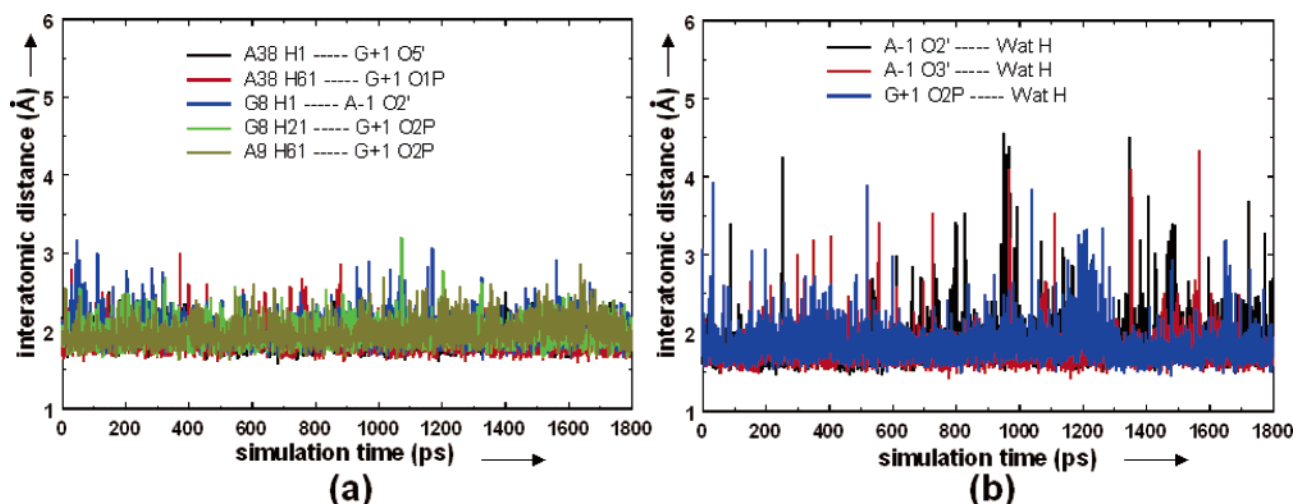 6
5
4
3
2
1
interatomic distance (Å)
A38 H1 ----- G+1 O5'
A38 H61 ----- G+1 O1P
G8 H1 ----- A-1 O2'
G8 H21 ----- G+1 O2P
A9 H61 ----- G+1 O2P
0 200 400 600 800 1000 1200 1400 1600 1800
simulation time (ps)
(a)
6
5
4
3
2
1
interatomic distance (Å)
A-1 O2' ----- Wat H
A-1 O3' ----- Wat H
G+1 O2P ----- Wat H
0 200 400 600 800 1000 1200 1400 1600 1800
simulation time (ps)
(b)